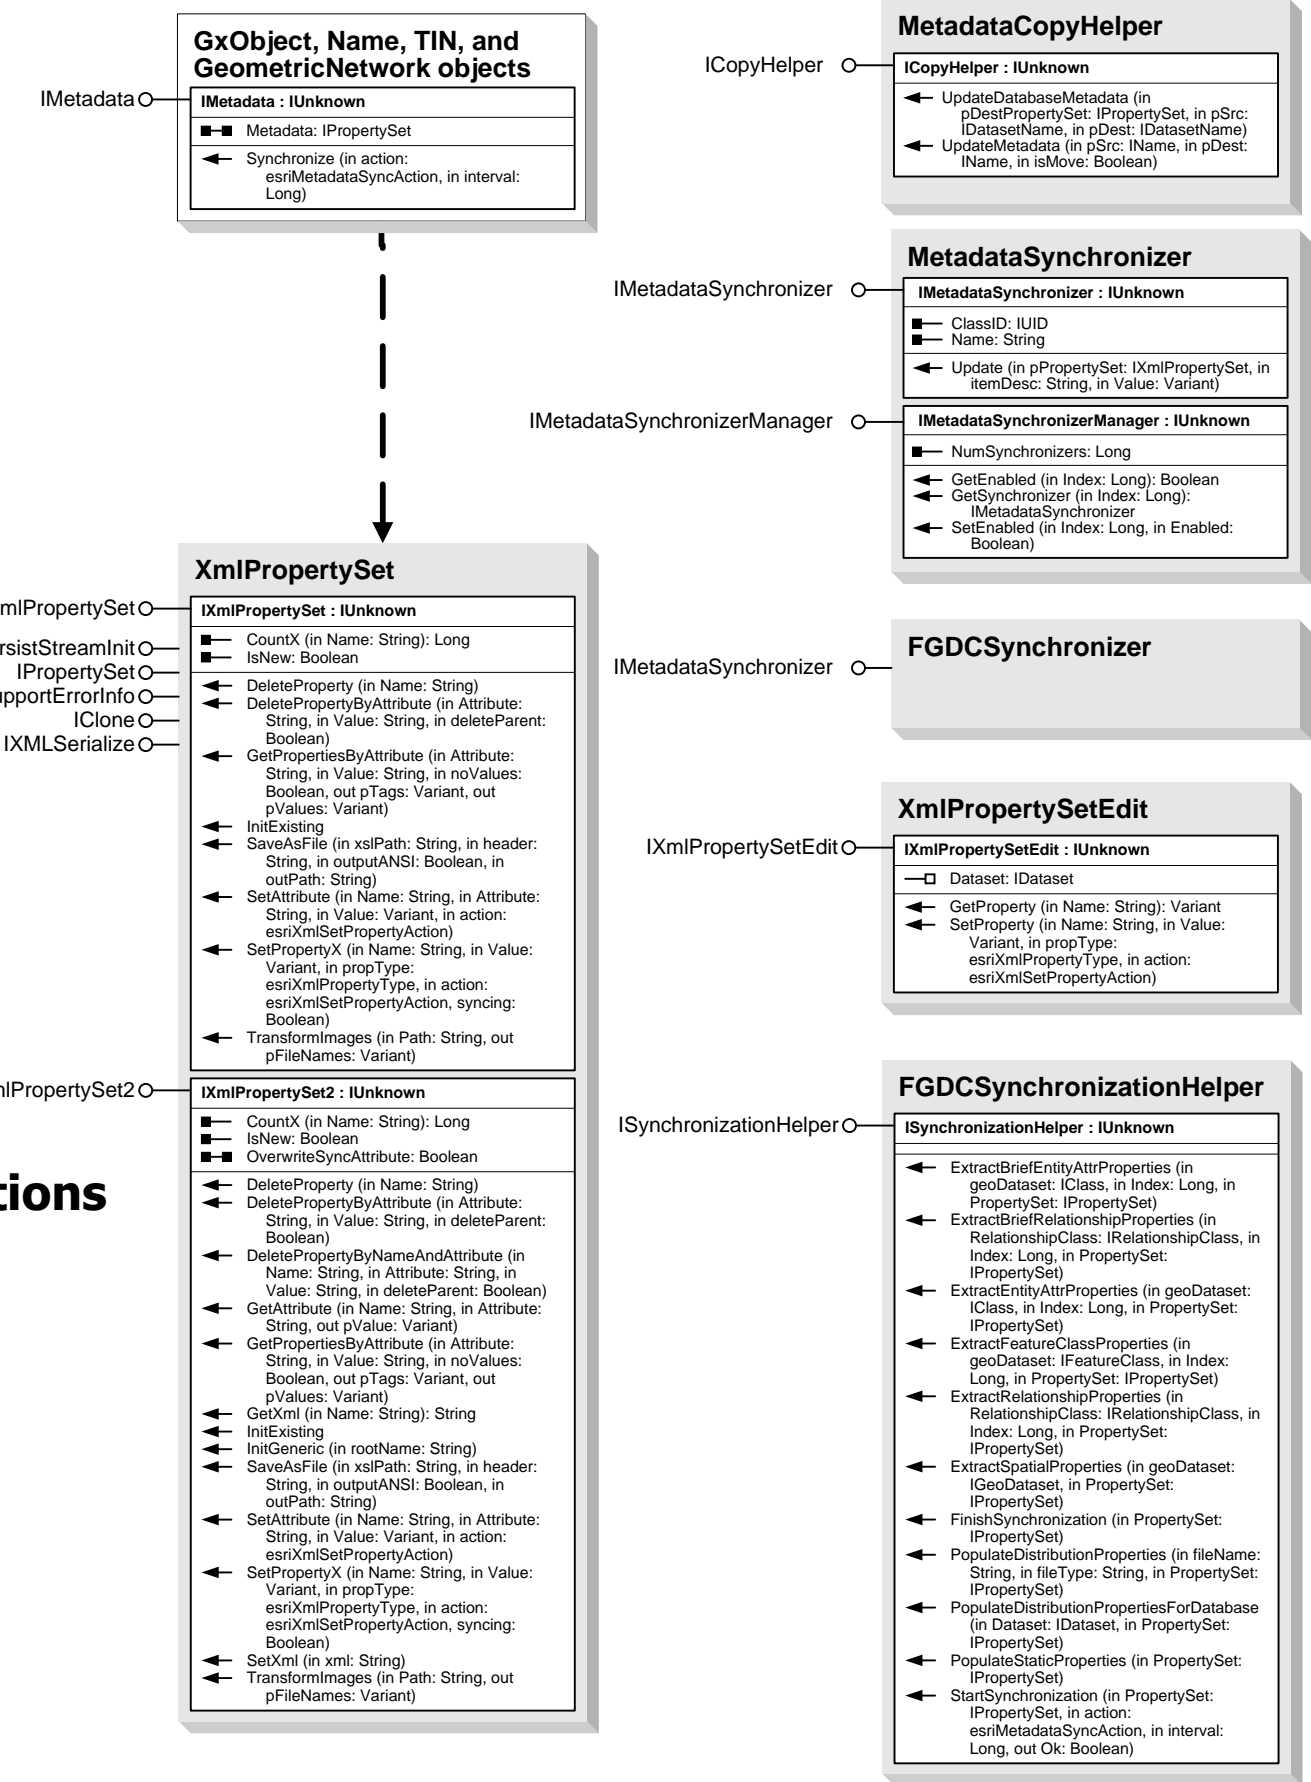 GxObject, Name, TIN, and
GeometricNetwork objects
IMetadata
IMetadata : IUnknown
Metadata: IPropertySet
Synchronize (in action:
esriMetadataSyncAction, in interval:
Long)
XmlPropertySet
mlPropertySet
IXmlPropertySet : IUnknown
rsistStreamInit
IPropertySet
upportErrorInfo
IClone
IXMLSerialize
CountX (in Name: String): Long
IsNew: Boolean
DeleteProperty (in Name: String)
DeletePropertyByAttribute (in Attribute:
String, in Value: String, in deleteParent:
Boolean)
GetPropertiesByAttribute (in Attribute:
String, in Value: String, in noValues:
Boolean, out pTags: Variant, out
pValues: Variant)
InitExisting
SaveAsFile (in xslPath: String, in header:
String, in outputANSI: Boolean, in
outPath: String)
SetAttribute (in Name: String, in Attribute:
String, in Value: Variant, in action:
esriXmlSetPropertyAction)
SetPropertyX (in Name: String, in Value:
Variant, in propType:
esriXmlPropertyType, in action:
esriXmlSetPropertyAction, syncing:
Boolean)
TransformImages (in Path: String, out
pFileNames: Variant)
mlPropertySet2
IXmlPropertySet2 : IUnknown
CountX (in Name: String): Long
IsNew: Boolean
OverwriteSyncAttribute: Boolean
tions
DeleteProperty (in Name: String)
DeletePropertyByAttribute (in Attribute:
String, in Value: String, in deleteParent:
Boolean)
DeletePropertyByNameAndAttribute (in
Name: String, in Attribute: String, in
Value: String, in deleteParent: Boolean)
GetAttribute (in Name: String, in Attribute:
String, out pValue: Variant)
GetPropertiesByAttribute (in Attribute:
String, in Value: String, in noValues:
Boolean, out pTags: Variant, out
pValues: Variant)
GetXml (in Name: String): String
InitExisting
InitGeneric (in rootName: String)
SaveAsFile (in xslPath: String, in header:
String, in outputANSI: Boolean, in
outPath: String)
SetAttribute (in Name: String, in Attribute:
String, in Value: Variant, in action:
esriXmlSetPropertyAction)
SetPropertyX (in Name: String, in Value:
Variant, in propType:
esriXmlPropertyType, in action:
esriXmlSetPropertyAction, syncing:
Boolean)
SetXml (in xml: String)
TransformImages (in Path: String, out
pFileNames: Variant)
MetadataCopyHelper
ICopyHelper
ICopyHelper : IUnknown
UpdateDatabaseMetadata (in
pDestPropertySet: IPropertySet, in pSrc:
IDatasetName, in pDest: IDatasetName)
UpdateMetadata (in pSrc: IName, in pDest:
IName, in isMove: Boolean)
MetadataSynchronizer
IMetadataSynchronizer
IMetadataSynchronizer : IUnknown
ClassID: IUID
Name: String
Update (in pPropertySet: IXmlPropertySet, in
itemDesc: String, in Value: Variant)
IMetadataSynchronizerManager
IMetadataSynchronizerManager : IUnknown
NumSynchronizers: Long
GetEnabled (in Index: Long): Boolean
GetSynchronizer (in Index: Long):
IMetadataSynchronizer
SetEnabled (in Index: Long, in Enabled:
Boolean)
FGDCSynchronizer
IMetadataSynchronizer
XmlPropertySetEdit
IXmlPropertySetEdit
IXmlPropertySetEdit : IUnknown
Dataset: IDataset
GetProperty (in Name: String): Variant
SetProperty (in Name: String, in Value:
Variant, in propType:
esriXmlPropertyType, in action:
esriXmlSetPropertyAction)
FGDCSynchronizationHelper
ISynchronizationHelper
ISynchronizationHelper : IUnknown
ExtractBriefEntityAttrProperties (in
geoDataset: IClass, in Index: Long, in
PropertySet: IPropertySet)
ExtractBriefRelationshipProperties (in
RelationshipClass: IRelationshipClass, in
Index: Long, in PropertySet:
IPropertySet)
ExtractEntityAttrProperties (in geoDataset:
IClass, in Index: Long, in PropertySet:
IPropertySet)
ExtractFeatureClassProperties (in
geoDataset: IFeatureClass, in Index:
Long, in PropertySet: IPropertySet)
ExtractRelationshipProperties (in
RelationshipClass: IRelationshipClass, in
Index: Long, in PropertySet:
IPropertySet)
ExtractSpatialProperties (in geoDataset:
IGeoDataset, in PropertySet:
IPropertySet)
FinishSynchronization (in PropertySet:
IPropertySet)
PopulateDistributionProperties (in fileName:
String, in fileType: String, in PropertySet:
IPropertySet)
PopulateDistributionPropertiesForDatabase
(in Dataset: IDataset, in PropertySet:
IPropertySet)
PopulateStaticProperties (in PropertySet:
IPropertySet)
StartSynchronization (in PropertySet:
IPropertySet, in action:
esriMetadataSyncAction, in interval:
Long, out Ok: Boolean)